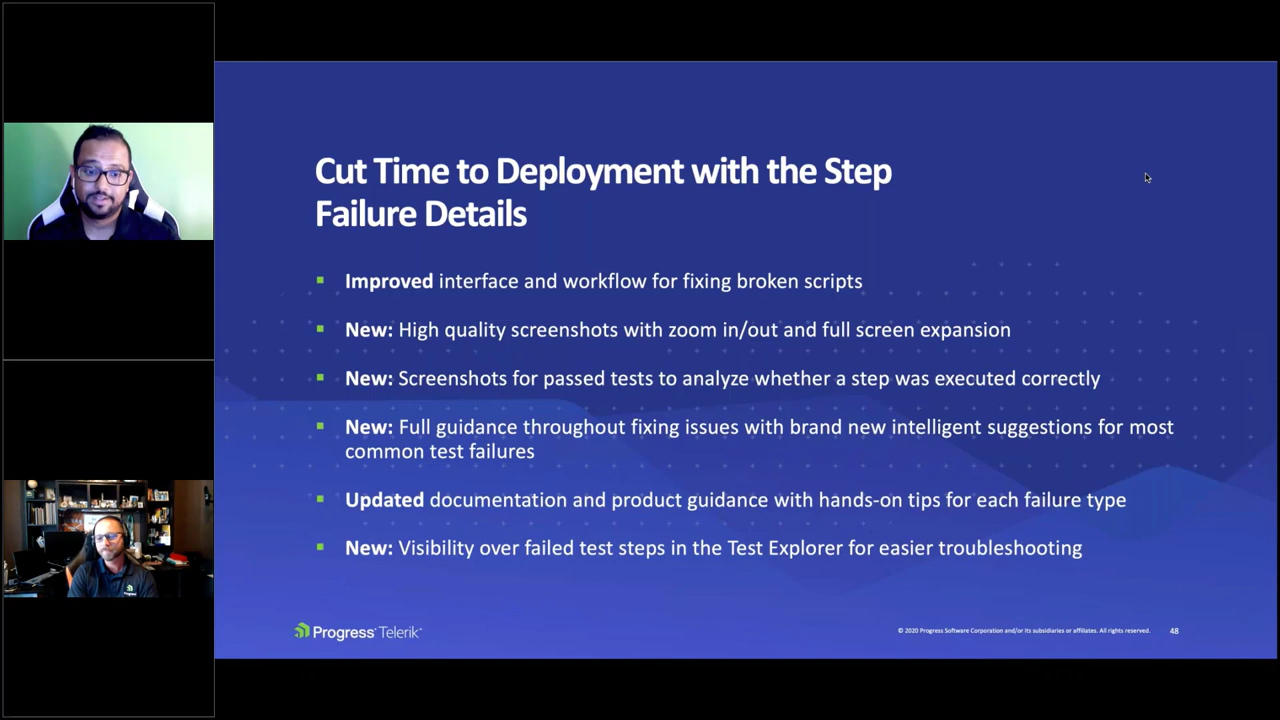 Cut Time to Deployment with the Step
Failure Details
Improved interface and workflow for fixing broken scripts
New: High quality screenshots with zoom in/out and full screen expansion
New: Screenshots for passed tests to analyze whether a step was executed correctly
New: Full guidance throughout fixing issues with brand new intelligent suggestions for most
common test failures
Updated documentation and product guidance with hands-on tips for each failure type
New: Visibility over failed test steps in the Test Explorer for easier troubleshooting
Progress Telerik
© 2020 Progress Software Corporation and/or its subsidiaries or affiliates. All rights reserved.
48